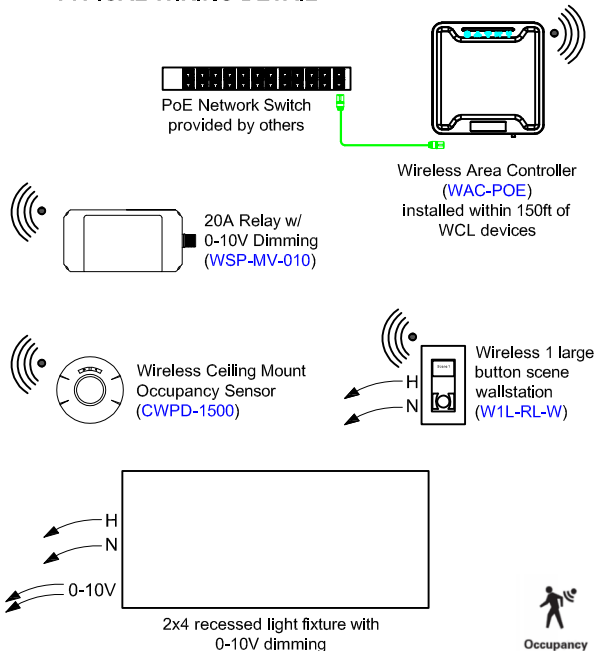 PoE Network Switch
provided by others
Wireless Area Controller
(WAC-POE)
installed within 150ft of
WCL devices
20A Relay w/
0-10V Dimming
(WSP-MV-010)
Wireless Ceiling Mount
Occupancy Sensor
(CWPD-1500)
H
N
Wireless 1 large
button scene
wallstation
(W1L-RL-W)
H
N
0-10V
2x4 recessed light fixture with
0-10V dimming
Occupancy